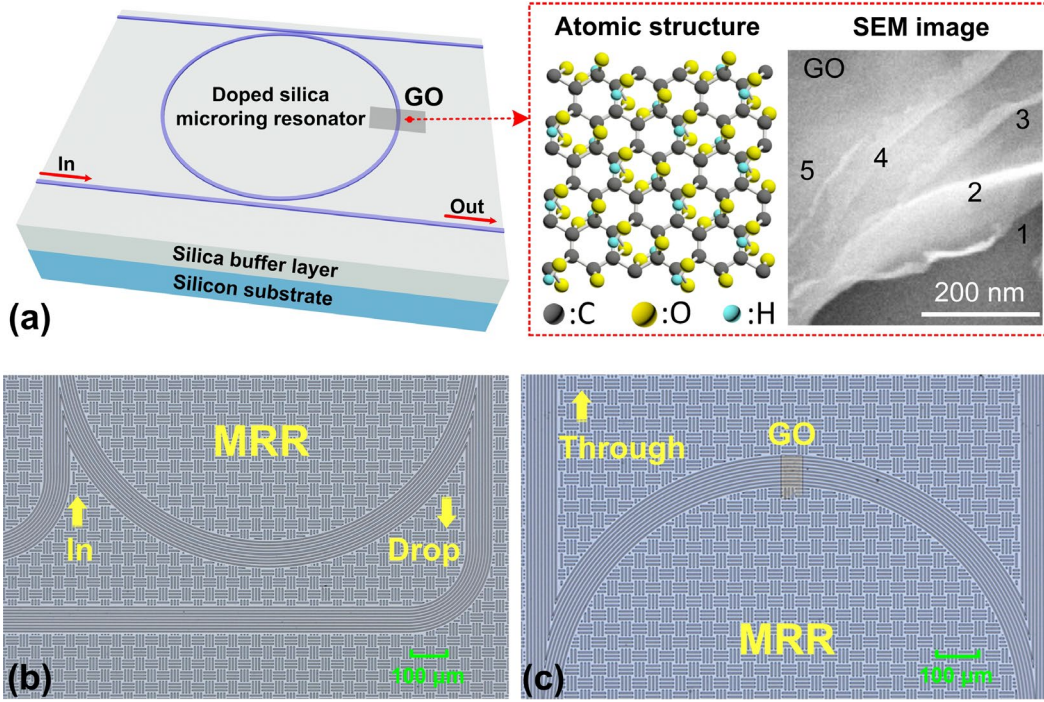 Doped silica
microring resonator
GO
In
Out
Silica buffer layer
Silicon substrate
(a)
Atomic structure
:C :O :H
SEM image
GO
3
4
5
2
1
200 nm
MRR
In
Drop
100 μm
(b)
Through
GO
MRR
100 μm
(c)